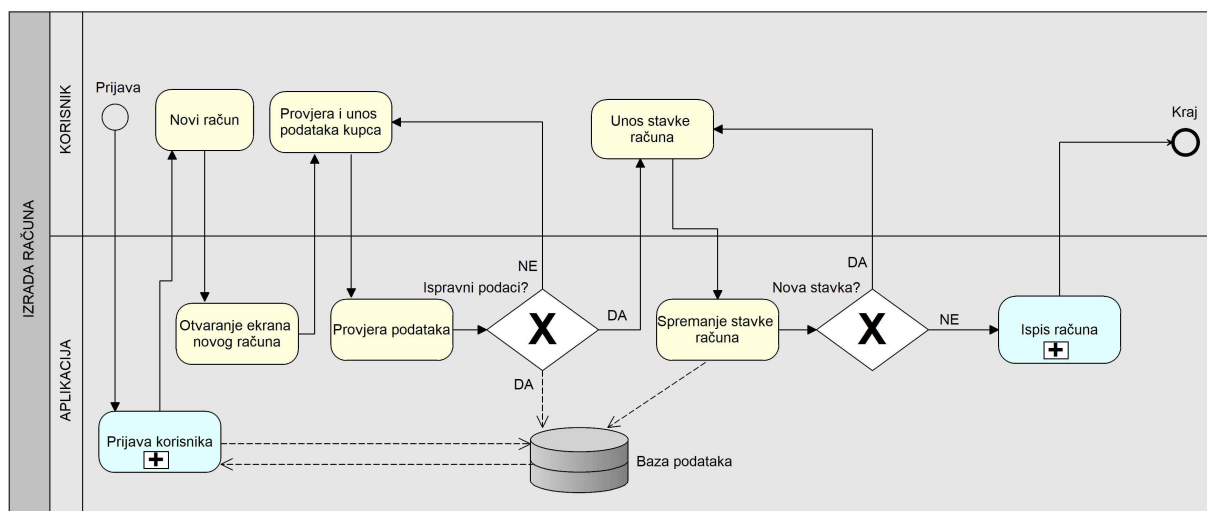 IZRADA RAČUNA
KORISNIK
Prijava
Novi račun
Provjera i unos
podataka kupca
Unos stavke
računa
Kraj
APLIKACIJA
Otvaranje ekrana
novog računa
Provjera podataka
Ispravni podaci?
NE
X
DA
DA
Spremanje stavke
računa
Nova stavka?
DA
X
NE
Ispis računa
Prijava korisnika
Baza podataka